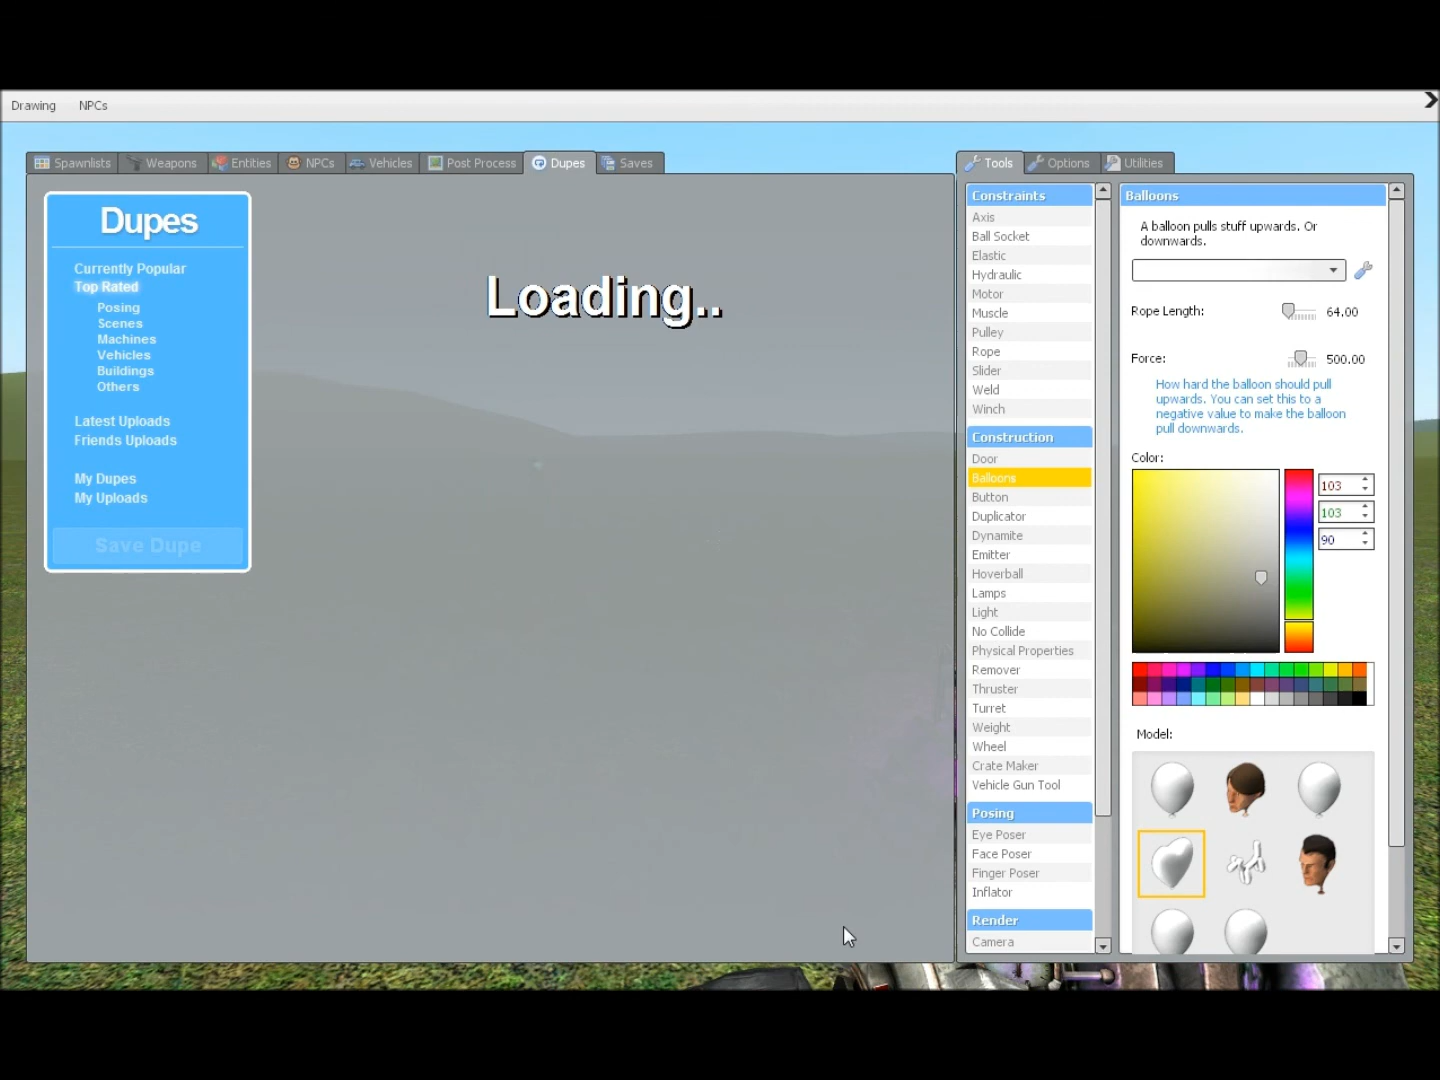 Drawing NPCs
Spawnlists Weapons Entities NPCs Vehicles Post Process Dupes Saves
Dupes
Currently Popular
Top Rated
Posing
Scenes
Machines
Vehicles
Buildings
Others
Latest Uploads
Friends Uploads
My Dupes
My Uploads
Save Dupe
Loading..
Tools Options Utilities
Constraints
Axis
Ball Socket
Elastic
Hydraulic
Motor
Muscle
Pulley
Rope
Slider
Weld
Winch
Construction
Door
Balloons
Button
Duplicator
Dynamite
Emitter
Hoverball
Lamps
Light
No Collide
Physical Properties
Remover
Thruster
Turret
Weight
Wheel
Crate Maker
Vehicle Gun Tool
Posing
Eye Poser
Face Poser
Finger Poser
Inflator
Render
Camera
Balloons
A balloon pulls stuff upwards. Or
downwards.
Rope Length: 64.00
Force: 500.00
How hard the balloon should pull
upwards. You can set this to a
negative value to make the balloon
pull downwards.
Color:
103
103
90
Model: